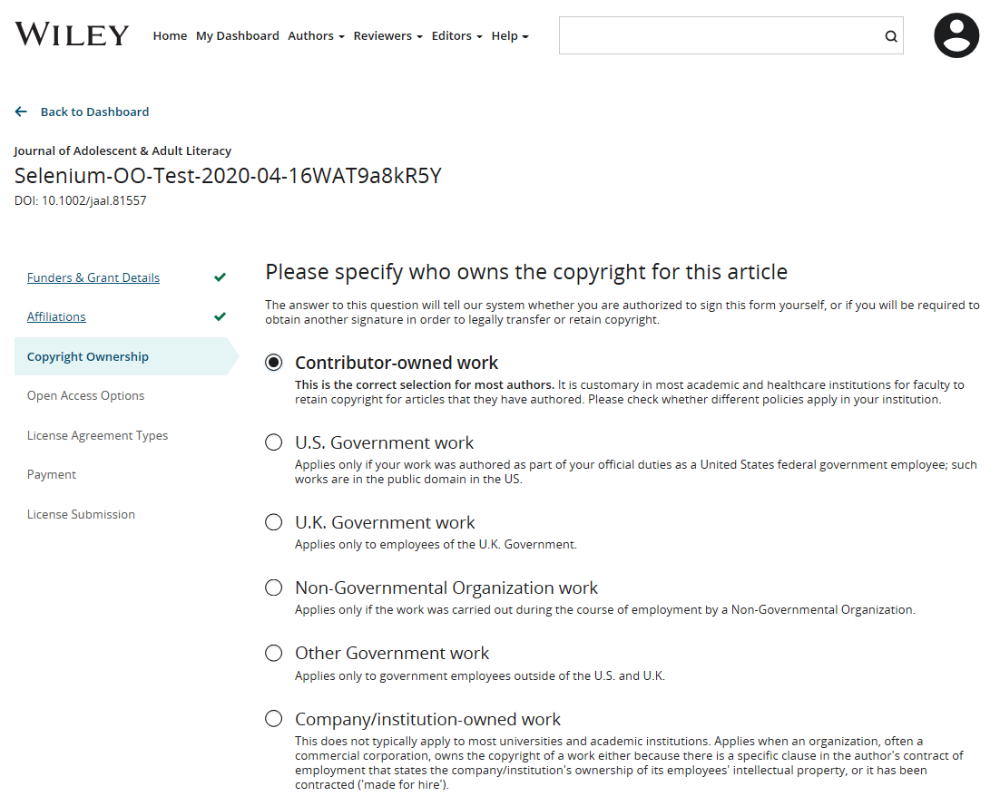 WILEY
Home My Dashboard Authors Reviewers Editors Help
Back to Dashboard
Journal of Adolescent & Adult Literacy
Selenium-OO-Test-2020-04-16WAT9a8kR5Y
DOI: 10.1002/jaal.81557
Funders & Grant Details
Affiliations
Copyright Ownership
Open Access Options
License Agreement Types
Payment
License Submission
Please specify who owns the copyright for this article
The answer to this question will tell our system whether you are authorized to sign this form yourself, or if you will be required to
obtain another signature in order to legally transfer or retain copyright.
Contributor-owned work
This is the correct selection for most authors. It is customary in most academic and healthcare institutions for faculty to
retain copyright for articles that they have authored. Please check whether different policies apply in your institution.
U.S. Government work
Applies only if your work was authored as part of your official duties as a United States federal government employee; such
works are in the public domain in the US.
U.K. Government work
Applies only to employees of the U.K. Government.
Non-Governmental Organization work
Applies only if the work was carried out during the course of employment by a Non-Governmental Organization.
Other Government work
Applies only to government employees outside of the U.S. and U.K.
Company/institution-owned work
This does not typically apply to most universities and academic institutions. Applies when an organization, often a
commercial corporation, owns the copyright of a work either because there is a specific clause in the author's contract of
employment that states the company/institution's ownership of its employees' intellectual property, or it has been
contracted ('made for hire').